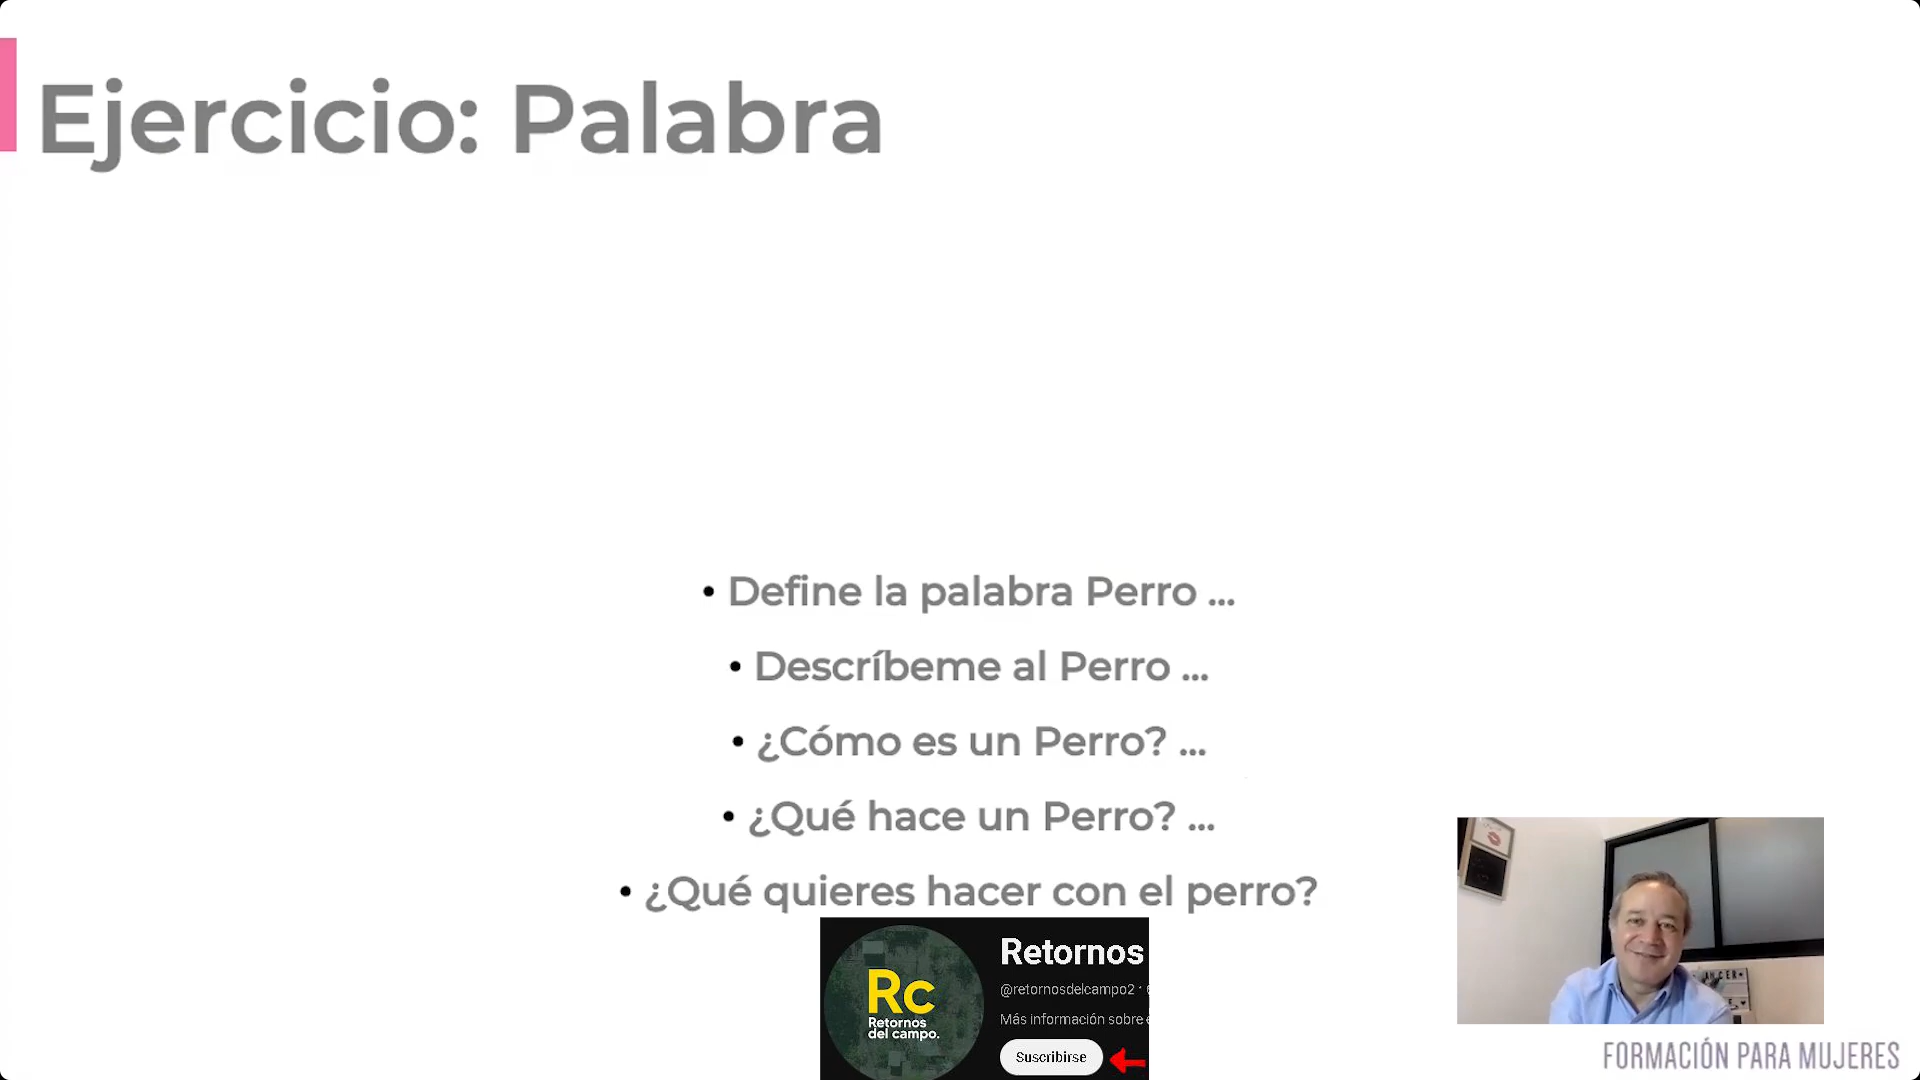 Ejercicio: Palabra
• Define la palabra Perro ...
• Descríbeme al Perro ...
• ¿Cómo es un Perro? ...
• ¿Qué hace un Perro? ...
• ¿Qué quieres hacer con el perro?
Rc
Retornos
del campo.
Retornos
@retornosdelcampo2 ·
Más información sobre
Suscribirse
FORMACIÓN PARA MUJERES